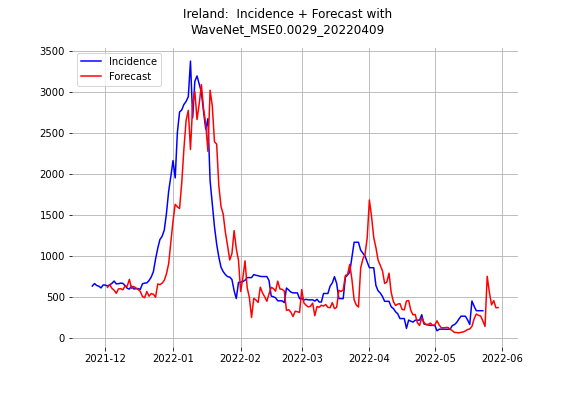 Ireland: Incidence + Forecast with
WaveNet_MSE0.0029_20220409
Incidence
Forecast
3500
3000
2500
2000
1500
1000
500
0
2021-12 2022-01 2022-02 2022-03 2022-04 2022-05 2022-06